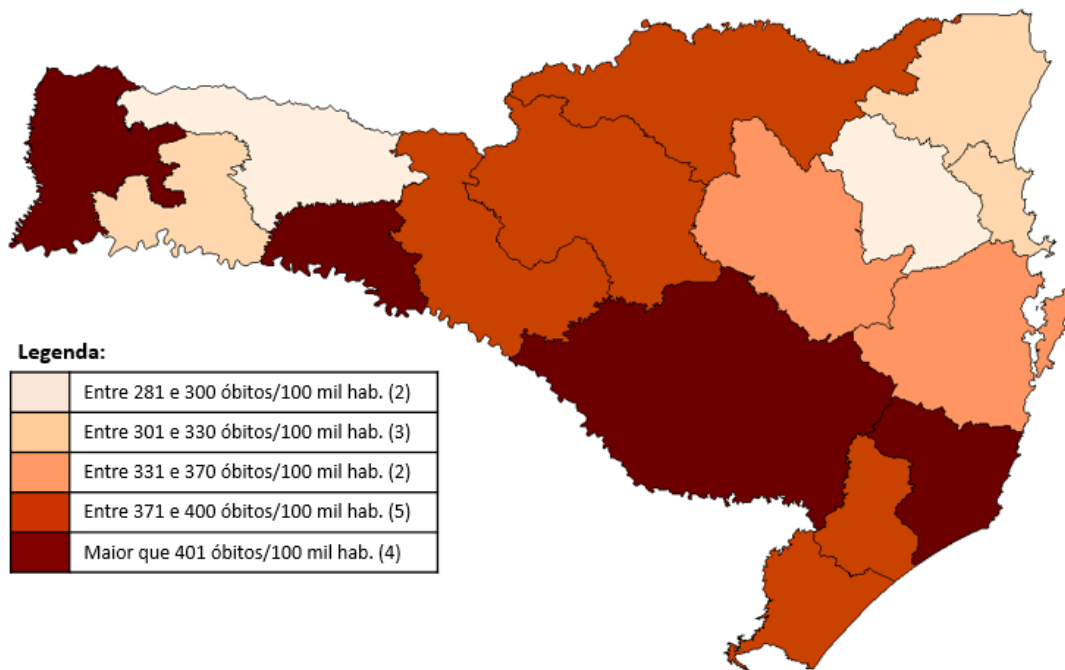 Legenda:
Entre 281 e 300 óbitos/100 mil hab. (2)
Entre 301 e 330 óbitos/100 mil hab. (3)
Entre 331 e 370 óbitos/100 mil hab. (2)
Entre 371 e 400 óbitos/100 mil hab. (5)
Maior que 401 óbitos/100 mil hab. (4)